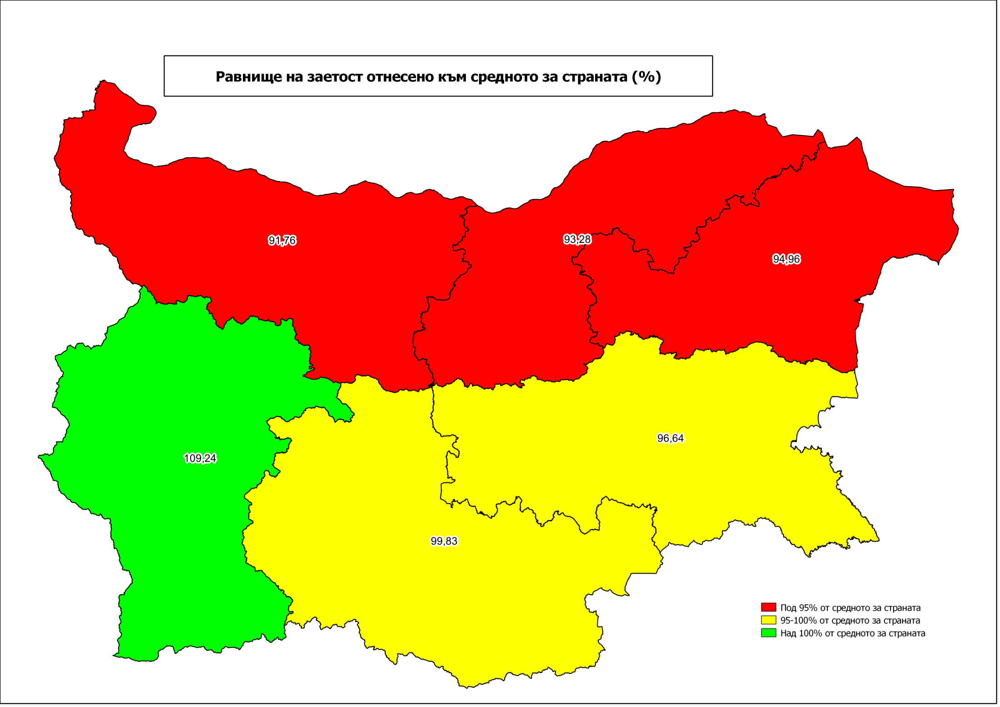 Равнище на заетост отнесено към средното за страната (%)
91,76
93,28
94,96
96,64
109,24
99,83
Под 95% от средното за страната
95-100% от средното за страната
Над 100% от средното за страната